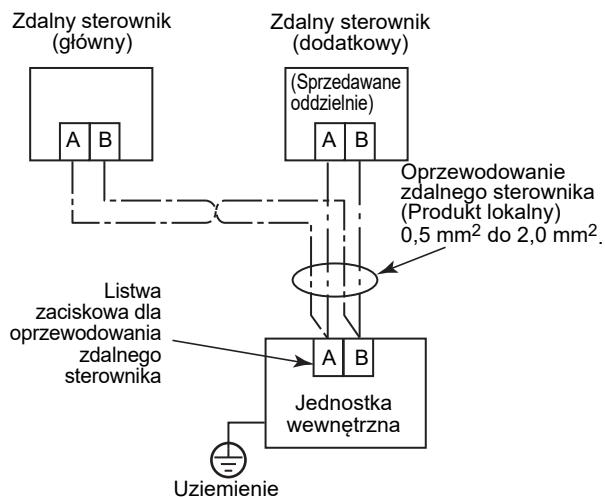 Zdalny sterownik
(główny)
Zdalny sterownik
(dodatkowy)
(Sprzedawane
oddzielnie)
A B
A B
Oprzewodowanie
zdalnego sterownika
(Produkt lokalny)
0,5 mm² do 2,0 mm².
Listwa
zaciskowa dla
oprzewodowania
zdalnego
sterownika
A B
Jednostka
wewnętrzna
Uziemienie